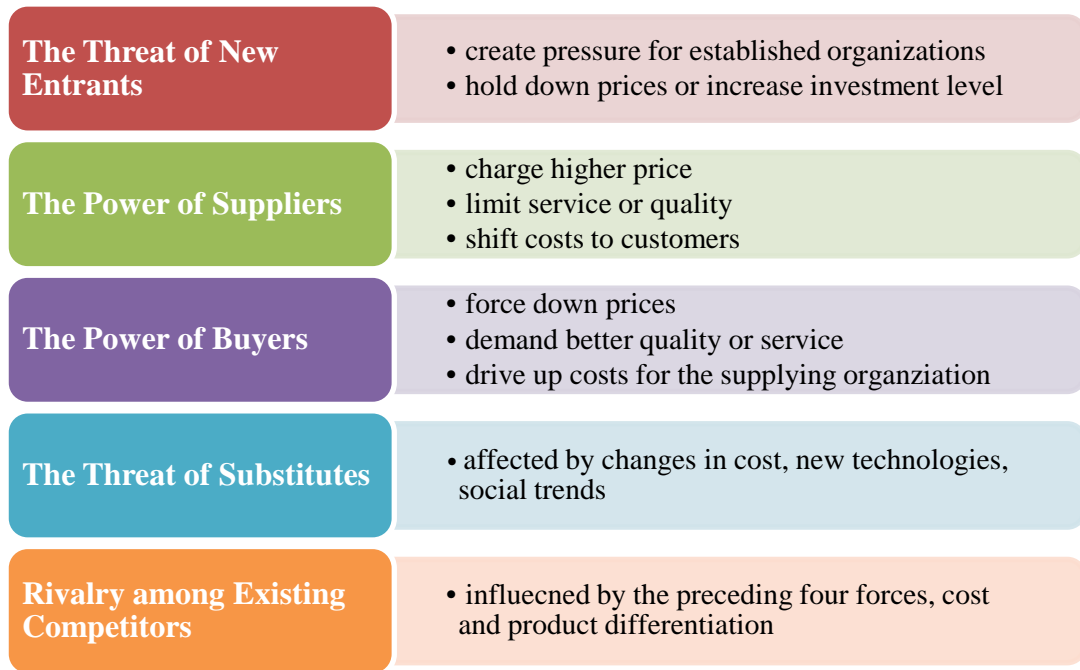 The Threat of New
Entrants
• create pressure for established organizations
• hold down prices or increase investment level
The Power of Suppliers
• charge higher price
• limit service or quality
• shift costs to customers
The Power of Buyers
• force down prices
• demand better quality or service
• drive up costs for the supplying organziation
The Threat of Substitutes
• affected by changes in cost, new technologies,
social trends
Rivalry among Existing
Competitors
• influecned by the preceding four forces, cost
and product differentiation